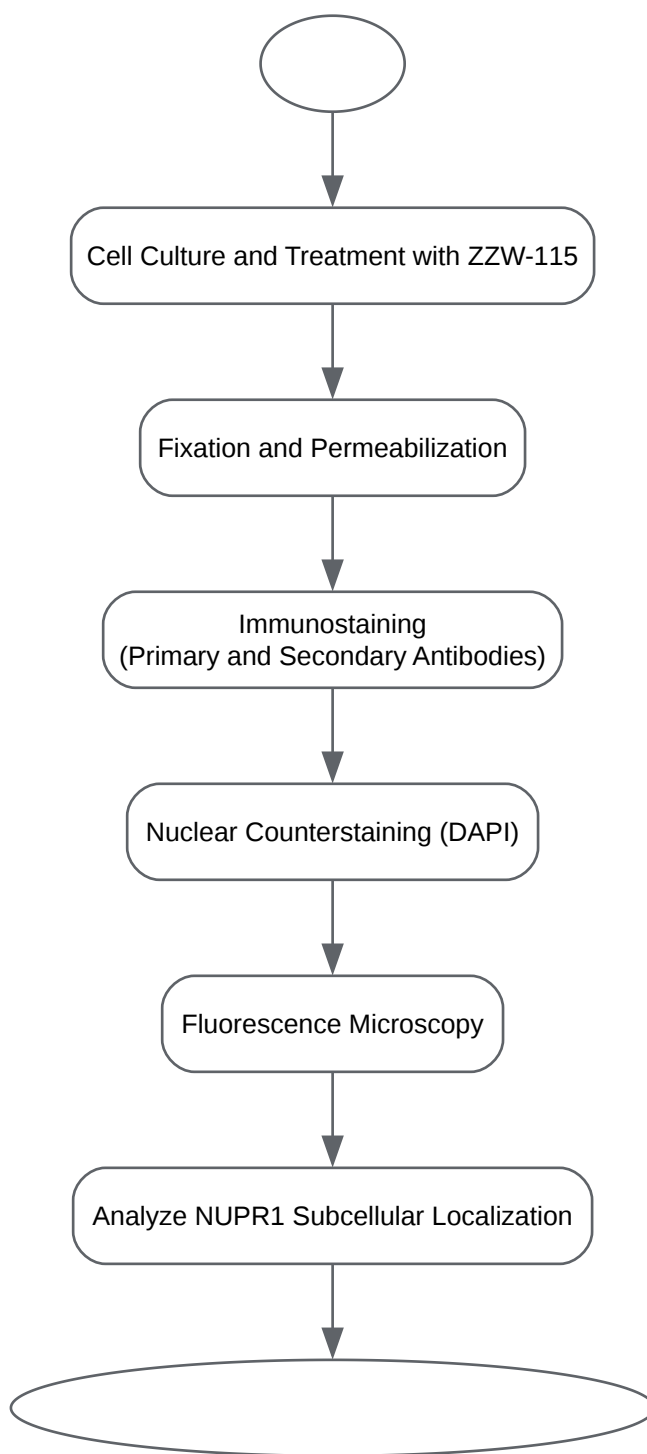 Cell Culture and Treatment with ZZW-115
Fixation and Permeabilization
Immunostaining
(Primary and Secondary Antibodies)
Nuclear Counterstaining (DAPI)
Fluorescence Microscopy
Analyze NUPR1 Subcellular Localization